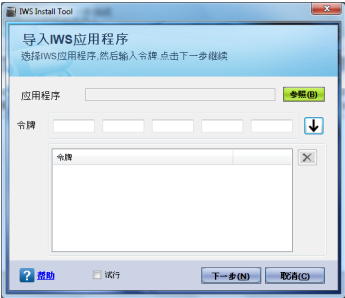 IWS Install Tool
导入IWS应用程序
选择IWS应用程序,然后输入令牌.点击下一步继续
应用程序
参照(B)
令牌
令牌
帮助
试行
下一步(N)
取消(C)